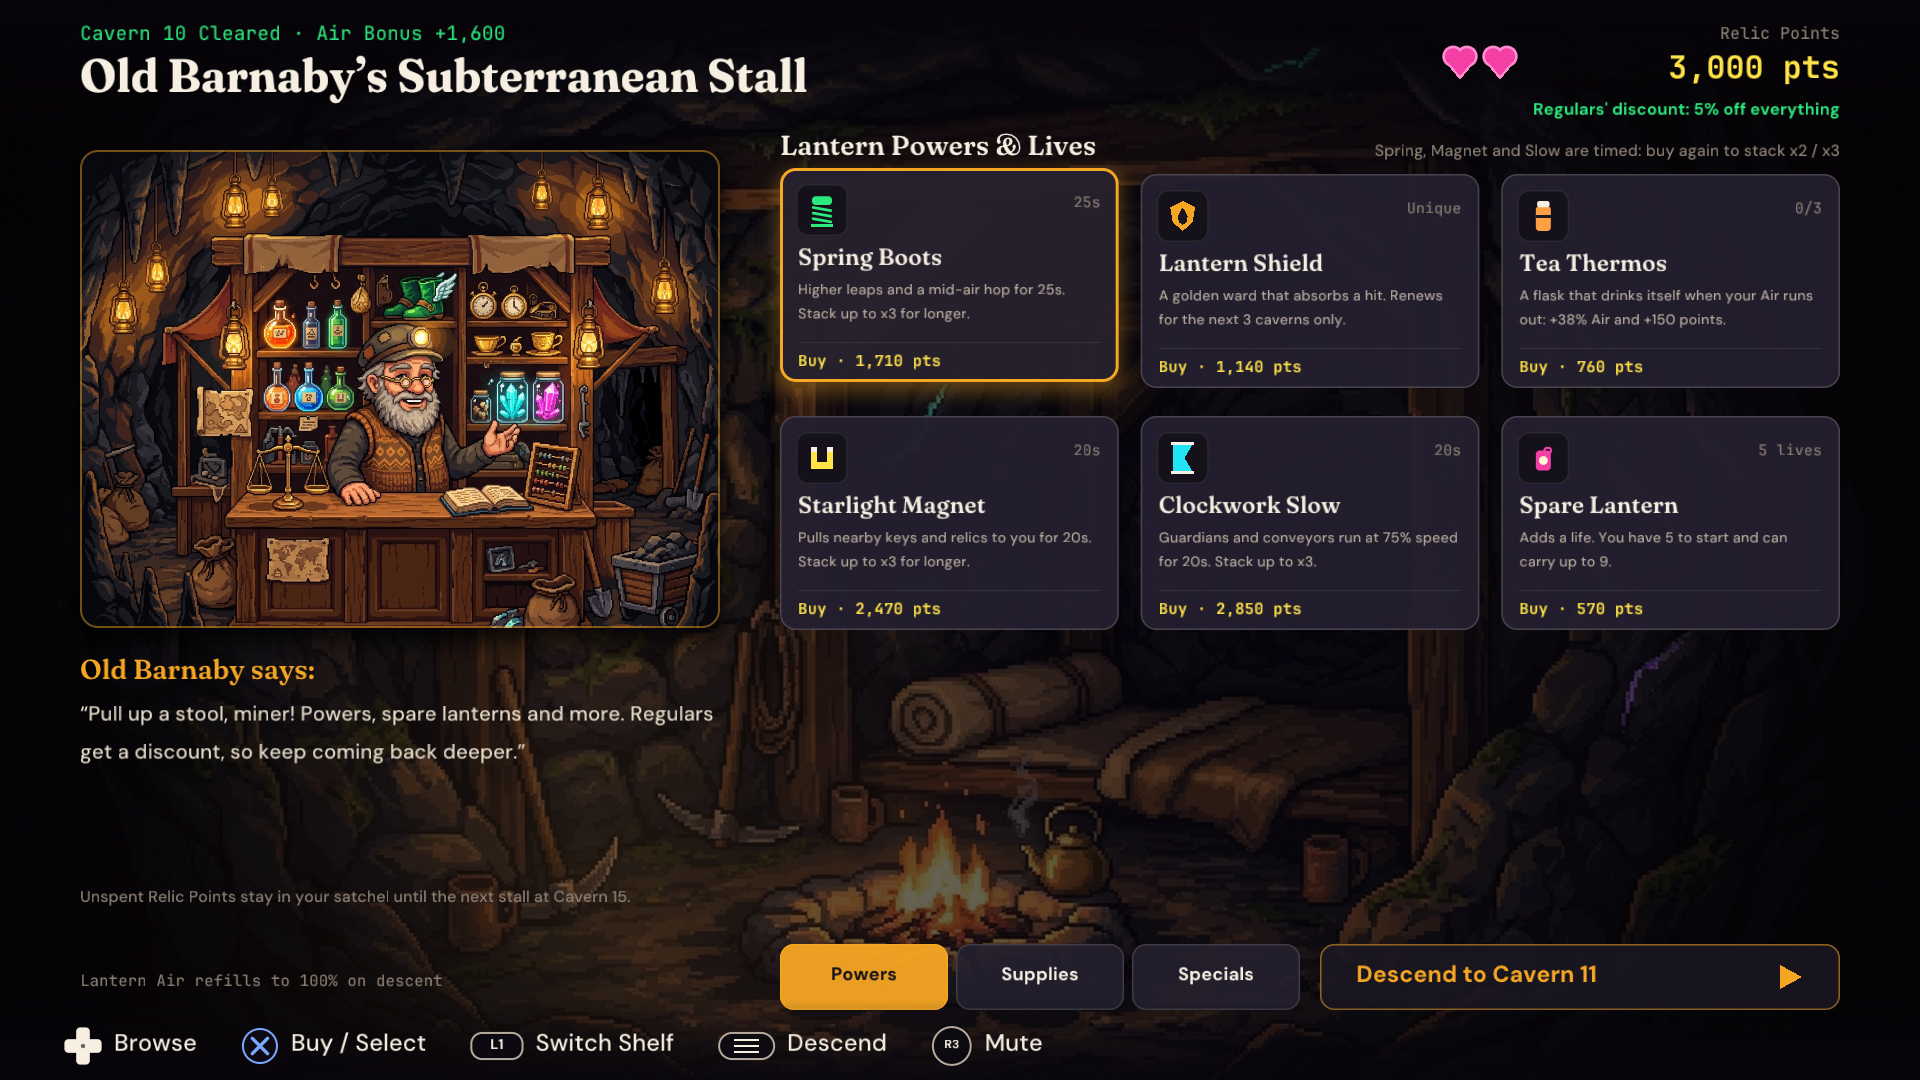 Cavern 10 Cleared · Air Bonus +1,600
Old Barnaby’s Subterranean Stall
Relic Points
3,000 pts
Regulars' discount: 5% off everything
Lantern Powers & Lives
Spring, Magnet and Slow are timed: buy again to stack x2 / x3
25s
Spring Boots
Higher leaps and a mid-air hop for 25s.
Stack up to x3 for longer.
Buy · 1,710 pts
Unique
Lantern Shield
A golden ward that absorbs a hit. Renews
for the next 3 caverns only.
Buy · 1,140 pts
0/3
Tea Thermos
A flask that drinks itself when your Air runs
out: +38% Air and +150 points.
Buy · 760 pts
20s
Starlight Magnet
Pulls nearby keys and relics to you for 20s.
Stack up to x3 for longer.
Buy · 2,470 pts
20s
Clockwork Slow
Guardians and conveyors run at 75% speed
for 20s. Stack up to x3.
Buy · 2,850 pts
5 lives
Spare Lantern
Adds a life. You have 5 to start and can
carry up to 9.
Buy · 570 pts
Old Barnaby says:
“Pull up a stool, miner! Powers, spare lanterns and more. Regulars
get a discount, so keep coming back deeper.”
Unspent Relic Points stay in your satchel until the next stall at Cavern 15.
Lantern Air refills to 100% on descent
Powers
Supplies
Specials
Descend to Cavern 11
Browse
Buy / Select
L1 Switch Shelf
Descend
R3 Mute